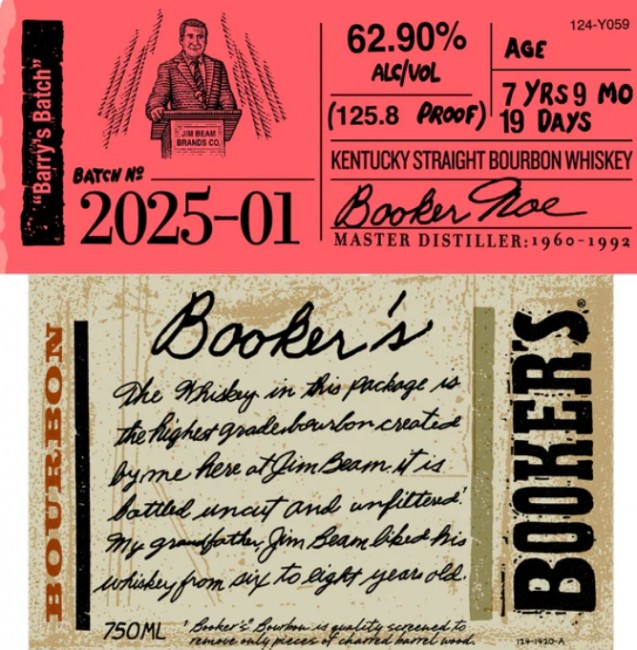 "Barry's Batch"
JIM BEAM
BRANDS CO.
BATCH Nº
2025-01
62.90%
ALC/VOL
(125.8 PROOF)
124-Y059
AGE
7 YRS 9 MO
19 DAYS
KENTUCKY STRAIGHT BOURBON WHISKEY
Booker Noe
MASTER DISTILLER: 1960-1992
BOURBON
Booker's
The Whiskey in this package is
the highest grade bourbon created
by me here at Jim Beam. it is
bottled uncut and unfiltered'.
My grandfather, Jim Beam liked his
whiskey from six to eight years old.
750ML
'Booker's' Bourbon is quality screened to
remove only pieces of charred barrel wood.
BOOKER'S®
124-1420-A